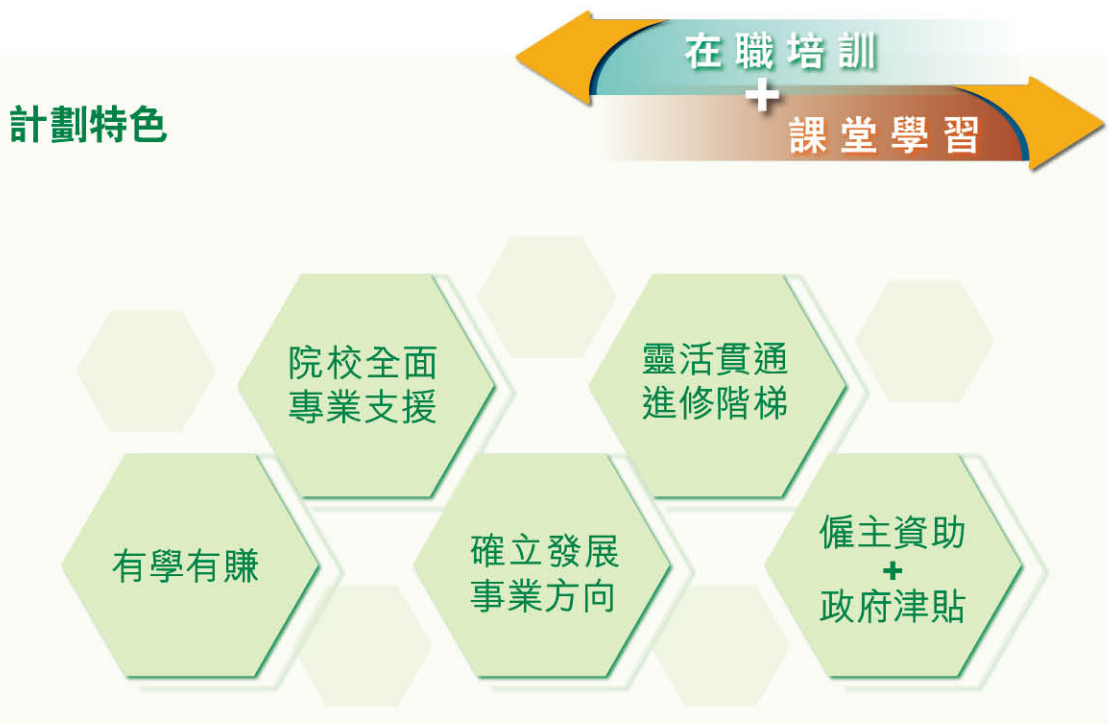 在職培訓
+
課堂學習
計劃特色
院校全面
專業支援
靈活貫通
進修階梯
有學有賺
確立發展
事業方向
僱主資助
+
政府津貼